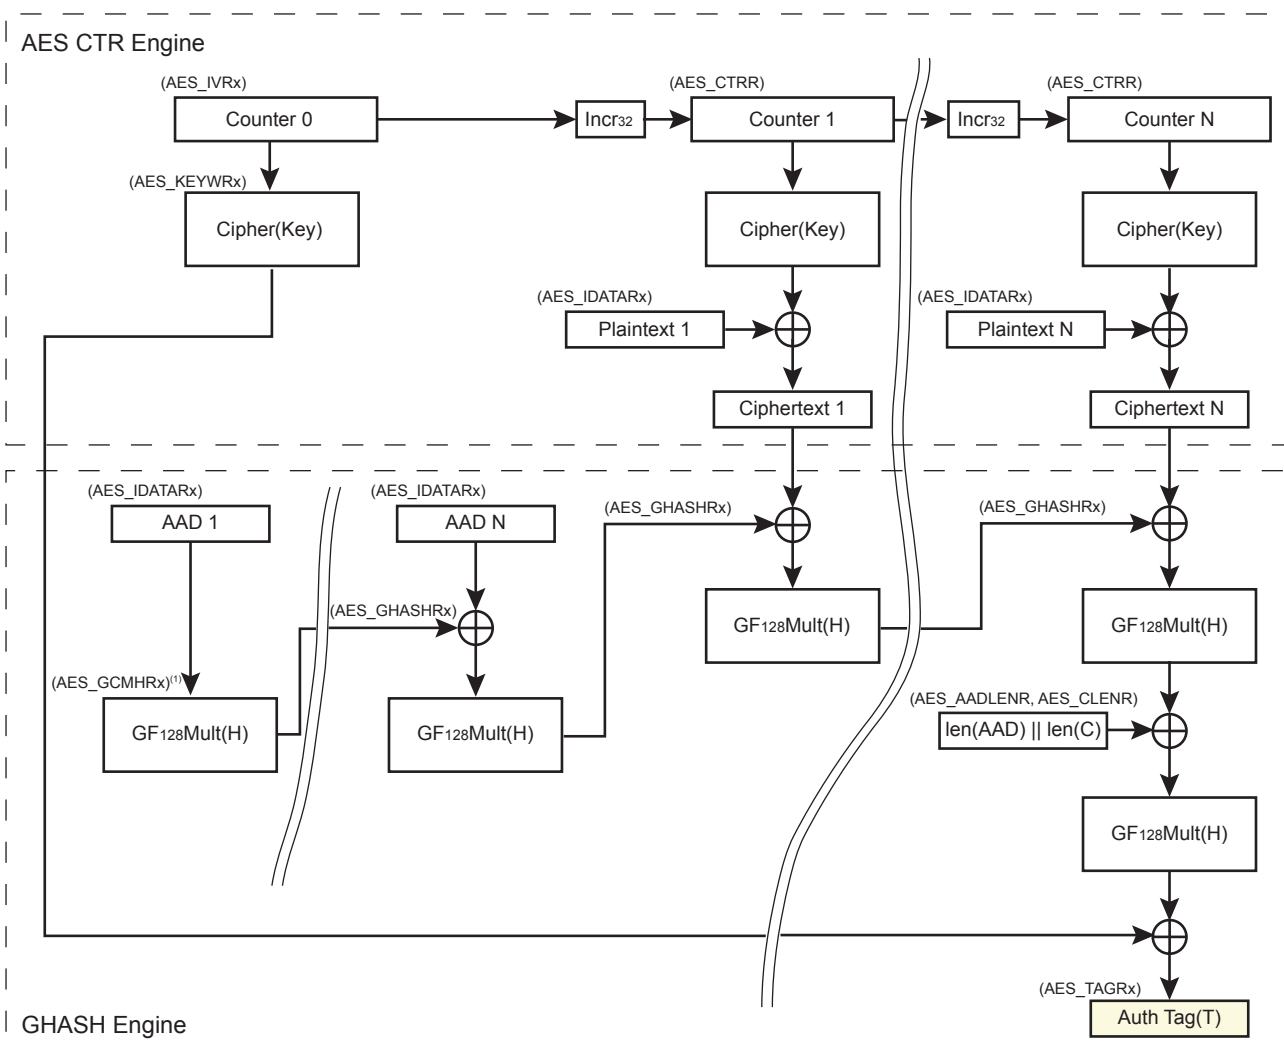 AES CTR Engine
(AES_IVRx)
(AES_CTRR)
(AES_CTRR)
Counter 0
Incr32
Counter 1
Incr32
Counter N
(AES_KEYWRx)
Cipher(Key)
Cipher(Key)
Cipher(Key)
(AES_IDATARx)
(AES_IDATARx)
Plaintext 1
Plaintext N
Ciphertext 1
Ciphertext N
(AES_IDATARx)
(AES_IDATARx)
(AES_GHASHRx)
(AES_GHASHRx)
AAD 1
AAD N
(AES_GHASHRx)
GF128Mult(H)
GF128Mult(H)
(AES_GCMHRx)(1)
(AES_AADLENR, AES_CLENR)
GF128Mult(H)
GF128Mult(H)
len(AAD) || len(C)
GF128Mult(H)
(AES_TAGRx)
Auth Tag(T)
GHASH Engine